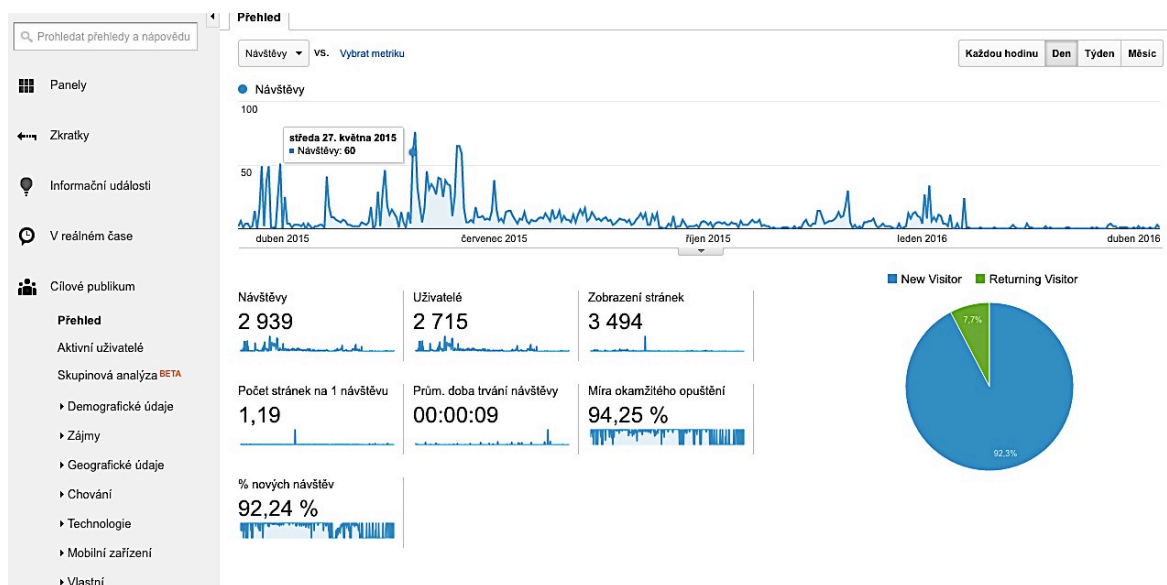 Prohledat přehledy a nápovědu
Panely
Zkratky
Informační události
V reálném čase
Cílové publikum
Přehled
Aktivní uživatelé
Skupinová analýza BETA
Demografické údaje
Zájmy
Geografické údaje
Chování
Technologie
Mobilní zařízení
Vlastní
Přehled
Návštěvy VS. Vybrat metriku
Každou hodinu Den Týden Měsíc
Návštěvy
100
50
středa 27. května 2015
Návštěvy: 60
duben 2015 červenec 2015 říjen 2015 leden 2016 duben 2016
Návštěvy
2 939
Uživatelé
2 715
Zobrazení stránek
3 494
Počet stránek na 1 návštěvu
1,19
Prům. doba trvání návštěvy
00:00:09
Míra okamžitého opuštění
94,25 %
% nových návštěv
92,24 %
New Visitor Returning Visitor
7,7%
92,3%